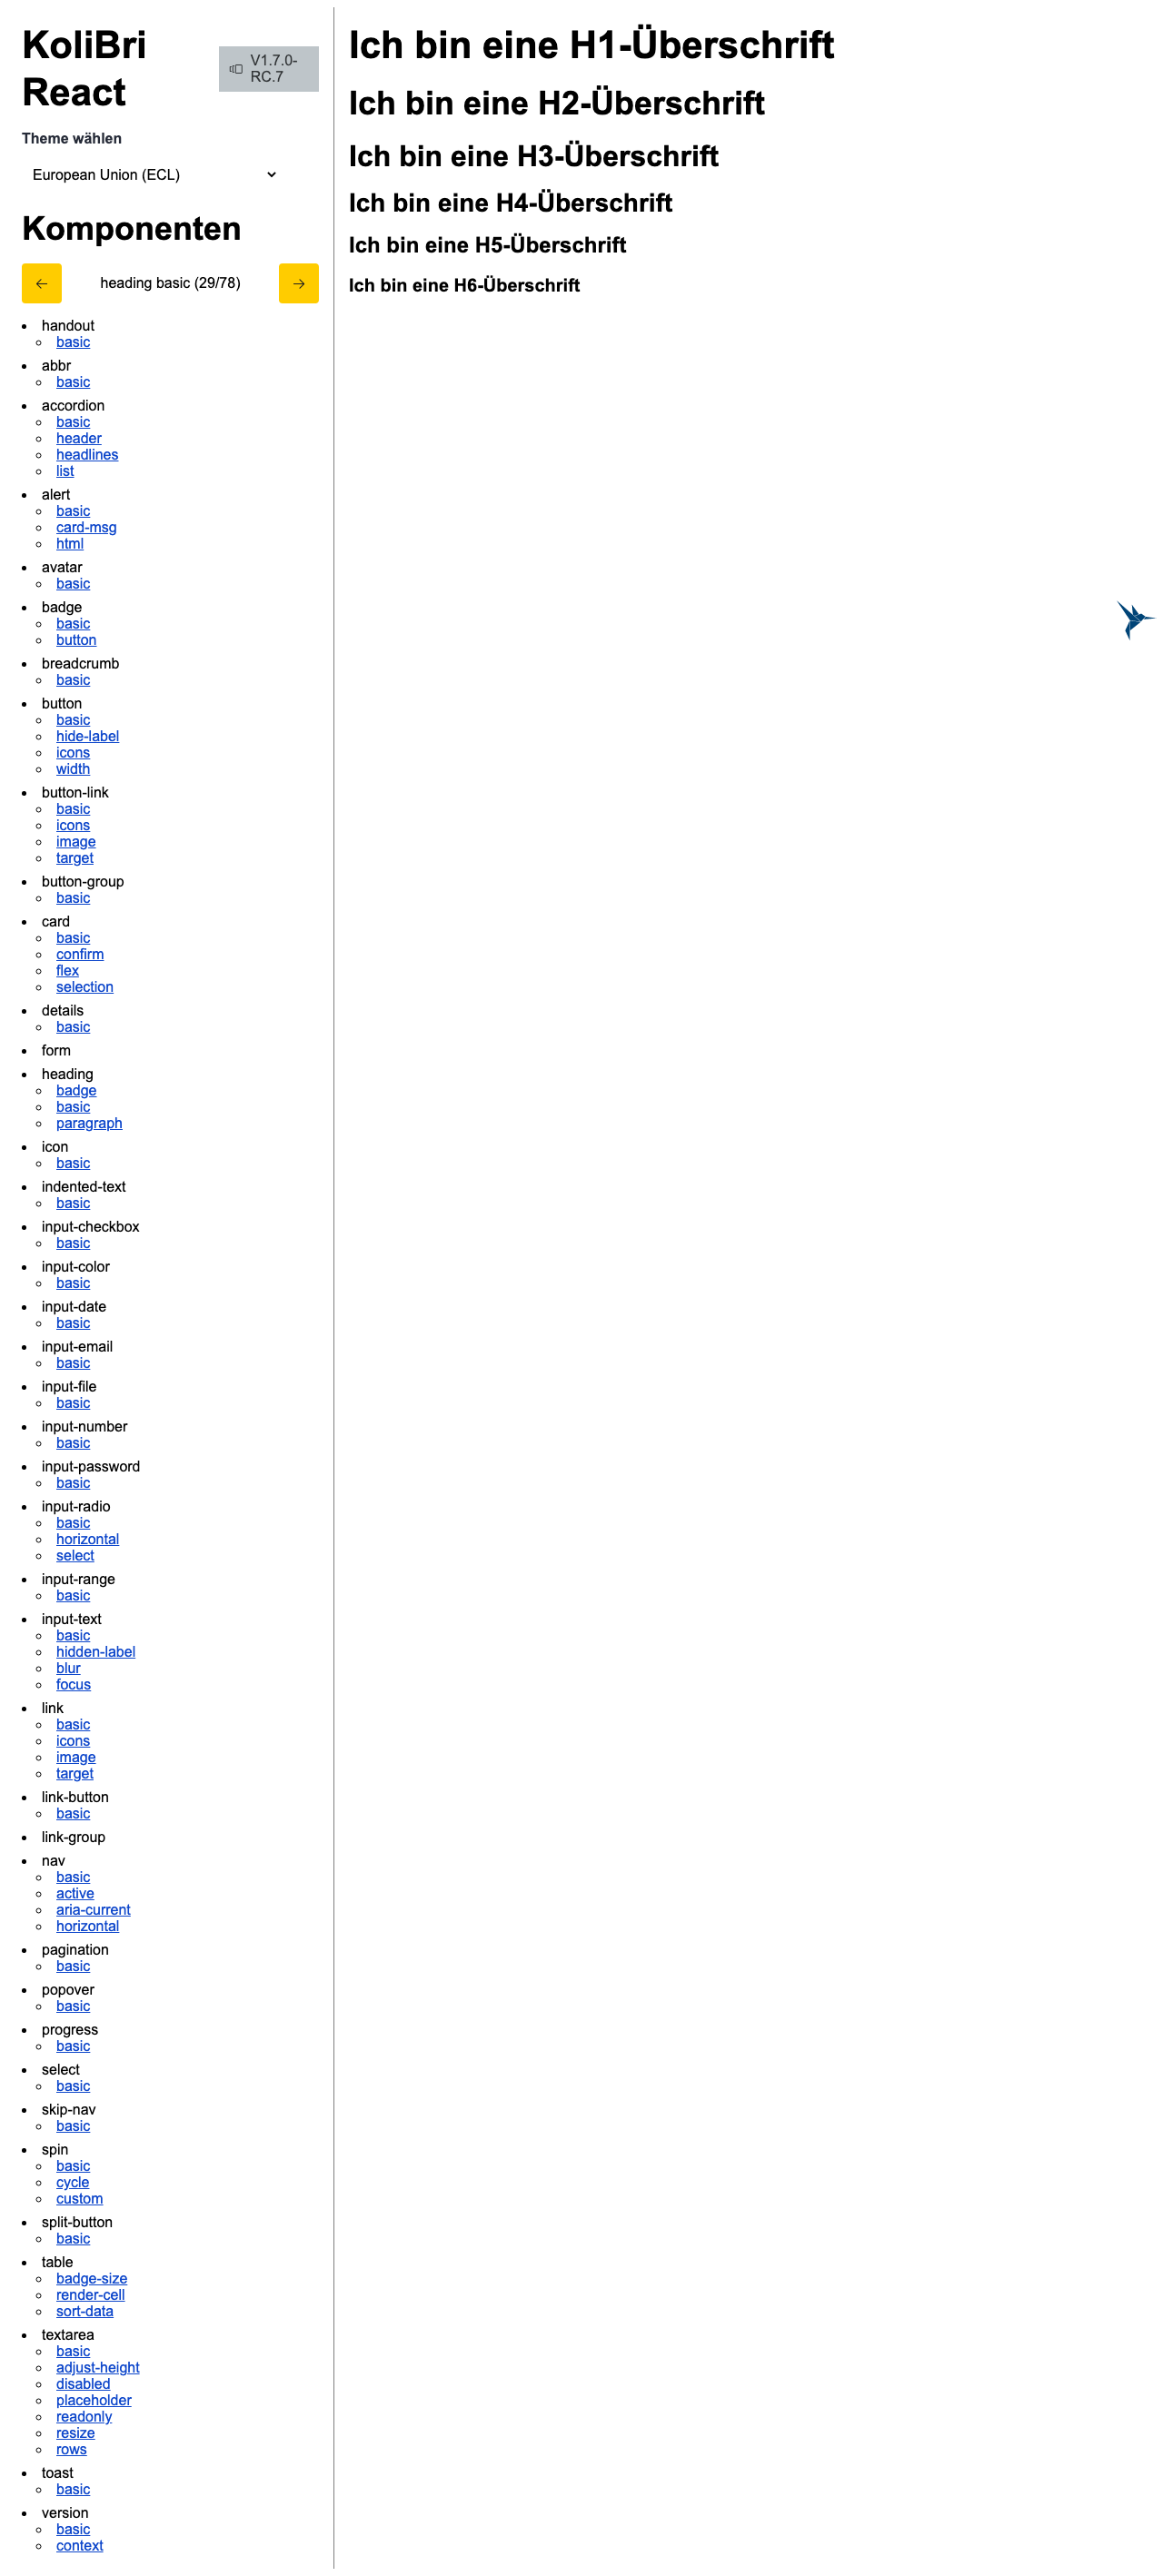 KoliBri
React
V1.7.0-
RC.7
Theme wählen
European Union (ECL)
Komponenten
heading basic (29/78)
handout
basic
abbr
basic
accordion
basic
header
headlines
list
alert
basic
card-msg
html
avatar
basic
badge
basic
button
breadcrumb
basic
button
basic
hide-label
icons
width
button-link
basic
icons
image
target
button-group
basic
card
basic
confirm
flex
selection
details
basic
form
heading
badge
basic
paragraph
icon
basic
indented-text
basic
input-checkbox
basic
input-color
basic
input-date
basic
input-email
basic
input-file
basic
input-number
basic
input-password
basic
input-radio
basic
horizontal
select
input-range
basic
input-text
basic
hidden-label
blur
focus
link
basic
icons
image
target
link-button
basic
link-group
nav
basic
active
aria-current
horizontal
pagination
basic
popover
basic
progress
basic
select
basic
skip-nav
basic
spin
basic
cycle
custom
split-button
basic
table
badge-size
render-cell
sort-data
textarea
basic
adjust-height
disabled
placeholder
readonly
resize
rows
toast
basic
version
basic
context
Ich bin eine H1-Überschrift
Ich bin eine H2-Überschrift
Ich bin eine H3-Überschrift
Ich bin eine H4-Überschrift
Ich bin eine H5-Überschrift
Ich bin eine H6-Überschrift